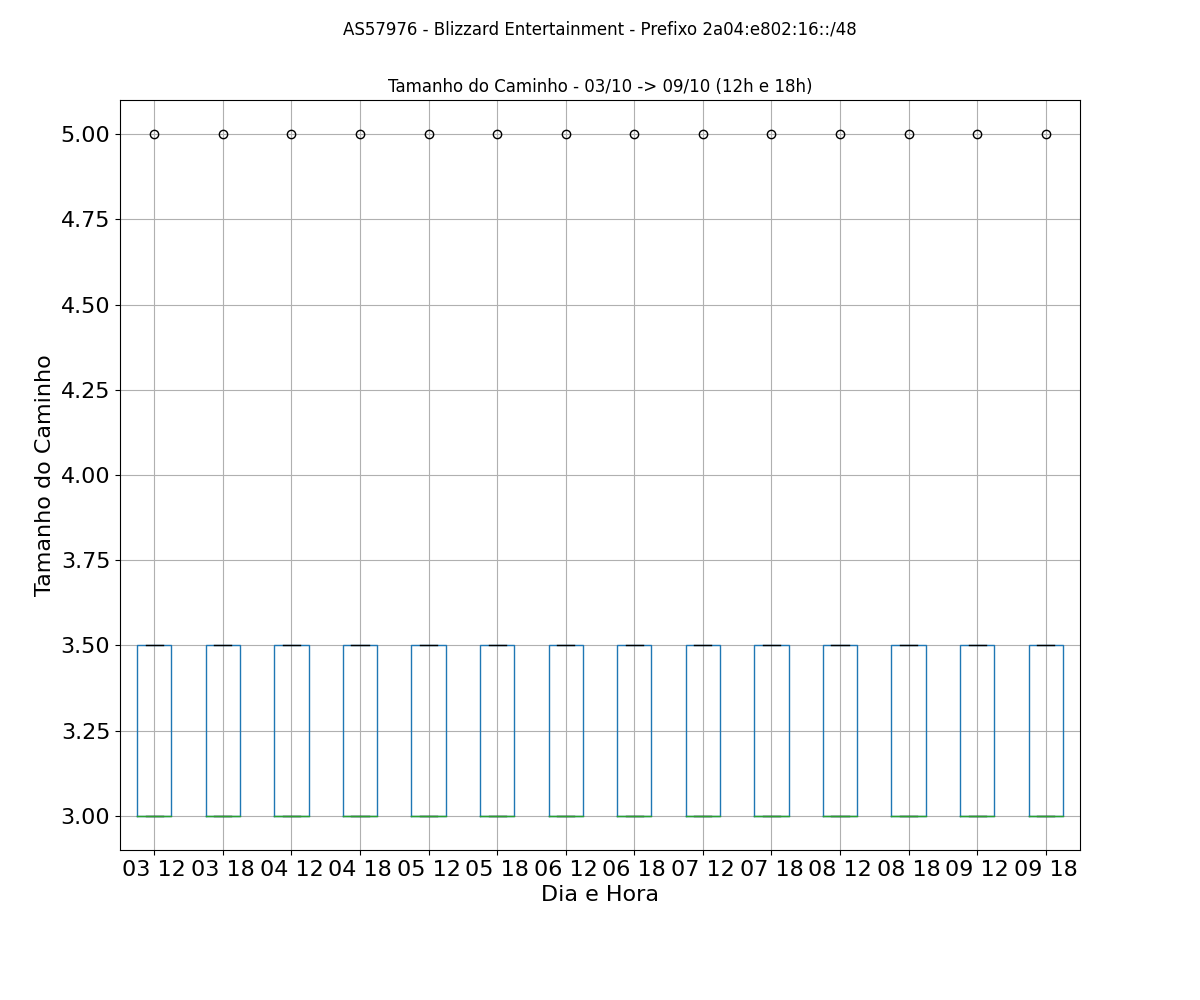 AS57976 - Blizzard Entertainment - Prefixo 2a04:e802:16::/48
Tamanho do Caminho - 03/10 -> 09/10 (12h e 18h)
5.00
4.75
4.50
4.25
4.00
3.75
3.50
3.25
3.00
Tamanho do Caminho
03 12 03 18 04 12 04 18 05 12 05 18 06 12 06 18 07 12 07 18 08 12 08 18 09 12 09 18
Dia e Hora